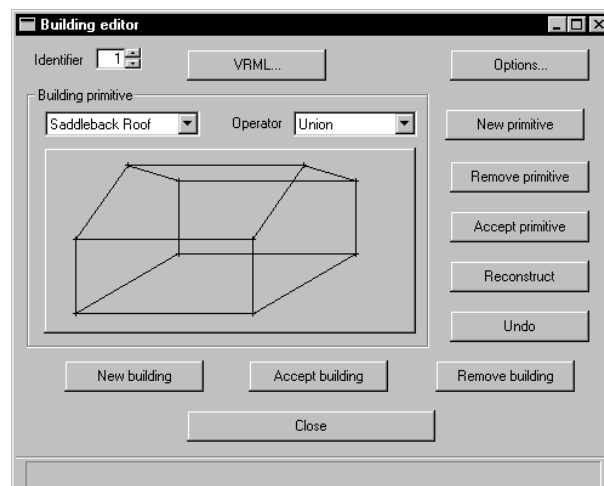 Building editor
Identifier 1 VRML... Options...
Building primitive
Saddleback Roof Operator Union New primitive
Remove primitive
Accept primitive
Reconstruct
Undo
New building Accept building Remove building
Close